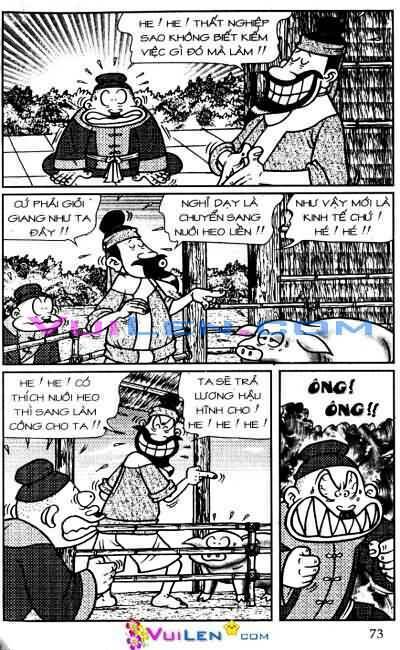 HE ! HE ! THẤT NGHIỆP
SAO KHÔNG BIẾT KIẾM
VIỆC GÌ ĐÓ MÀ LÀM !!
CỨ PHẢI GIỎI
GIANG NHƯ TA
ĐÂY !!
NGHỈ DẠY LÀ
CHUYỂN SANG
NUÔI HEO LIỀN !!
NHƯ VẬY MỚI LÀ
KINH TẾ CHỨ !
HÉ ! HÉ !!
VUILEN.COM
HE ! HE ! CÓ
THÍCH NUÔI HEO
THÌ SANG LÀM
CÔNG CHO TA !!
TA SẼ TRẢ
LƯƠNG HẬU
HĨNH CHO !
HE ! HE ! HE !
ÔNG!
ÔNG!!
73
VUILEN.COM